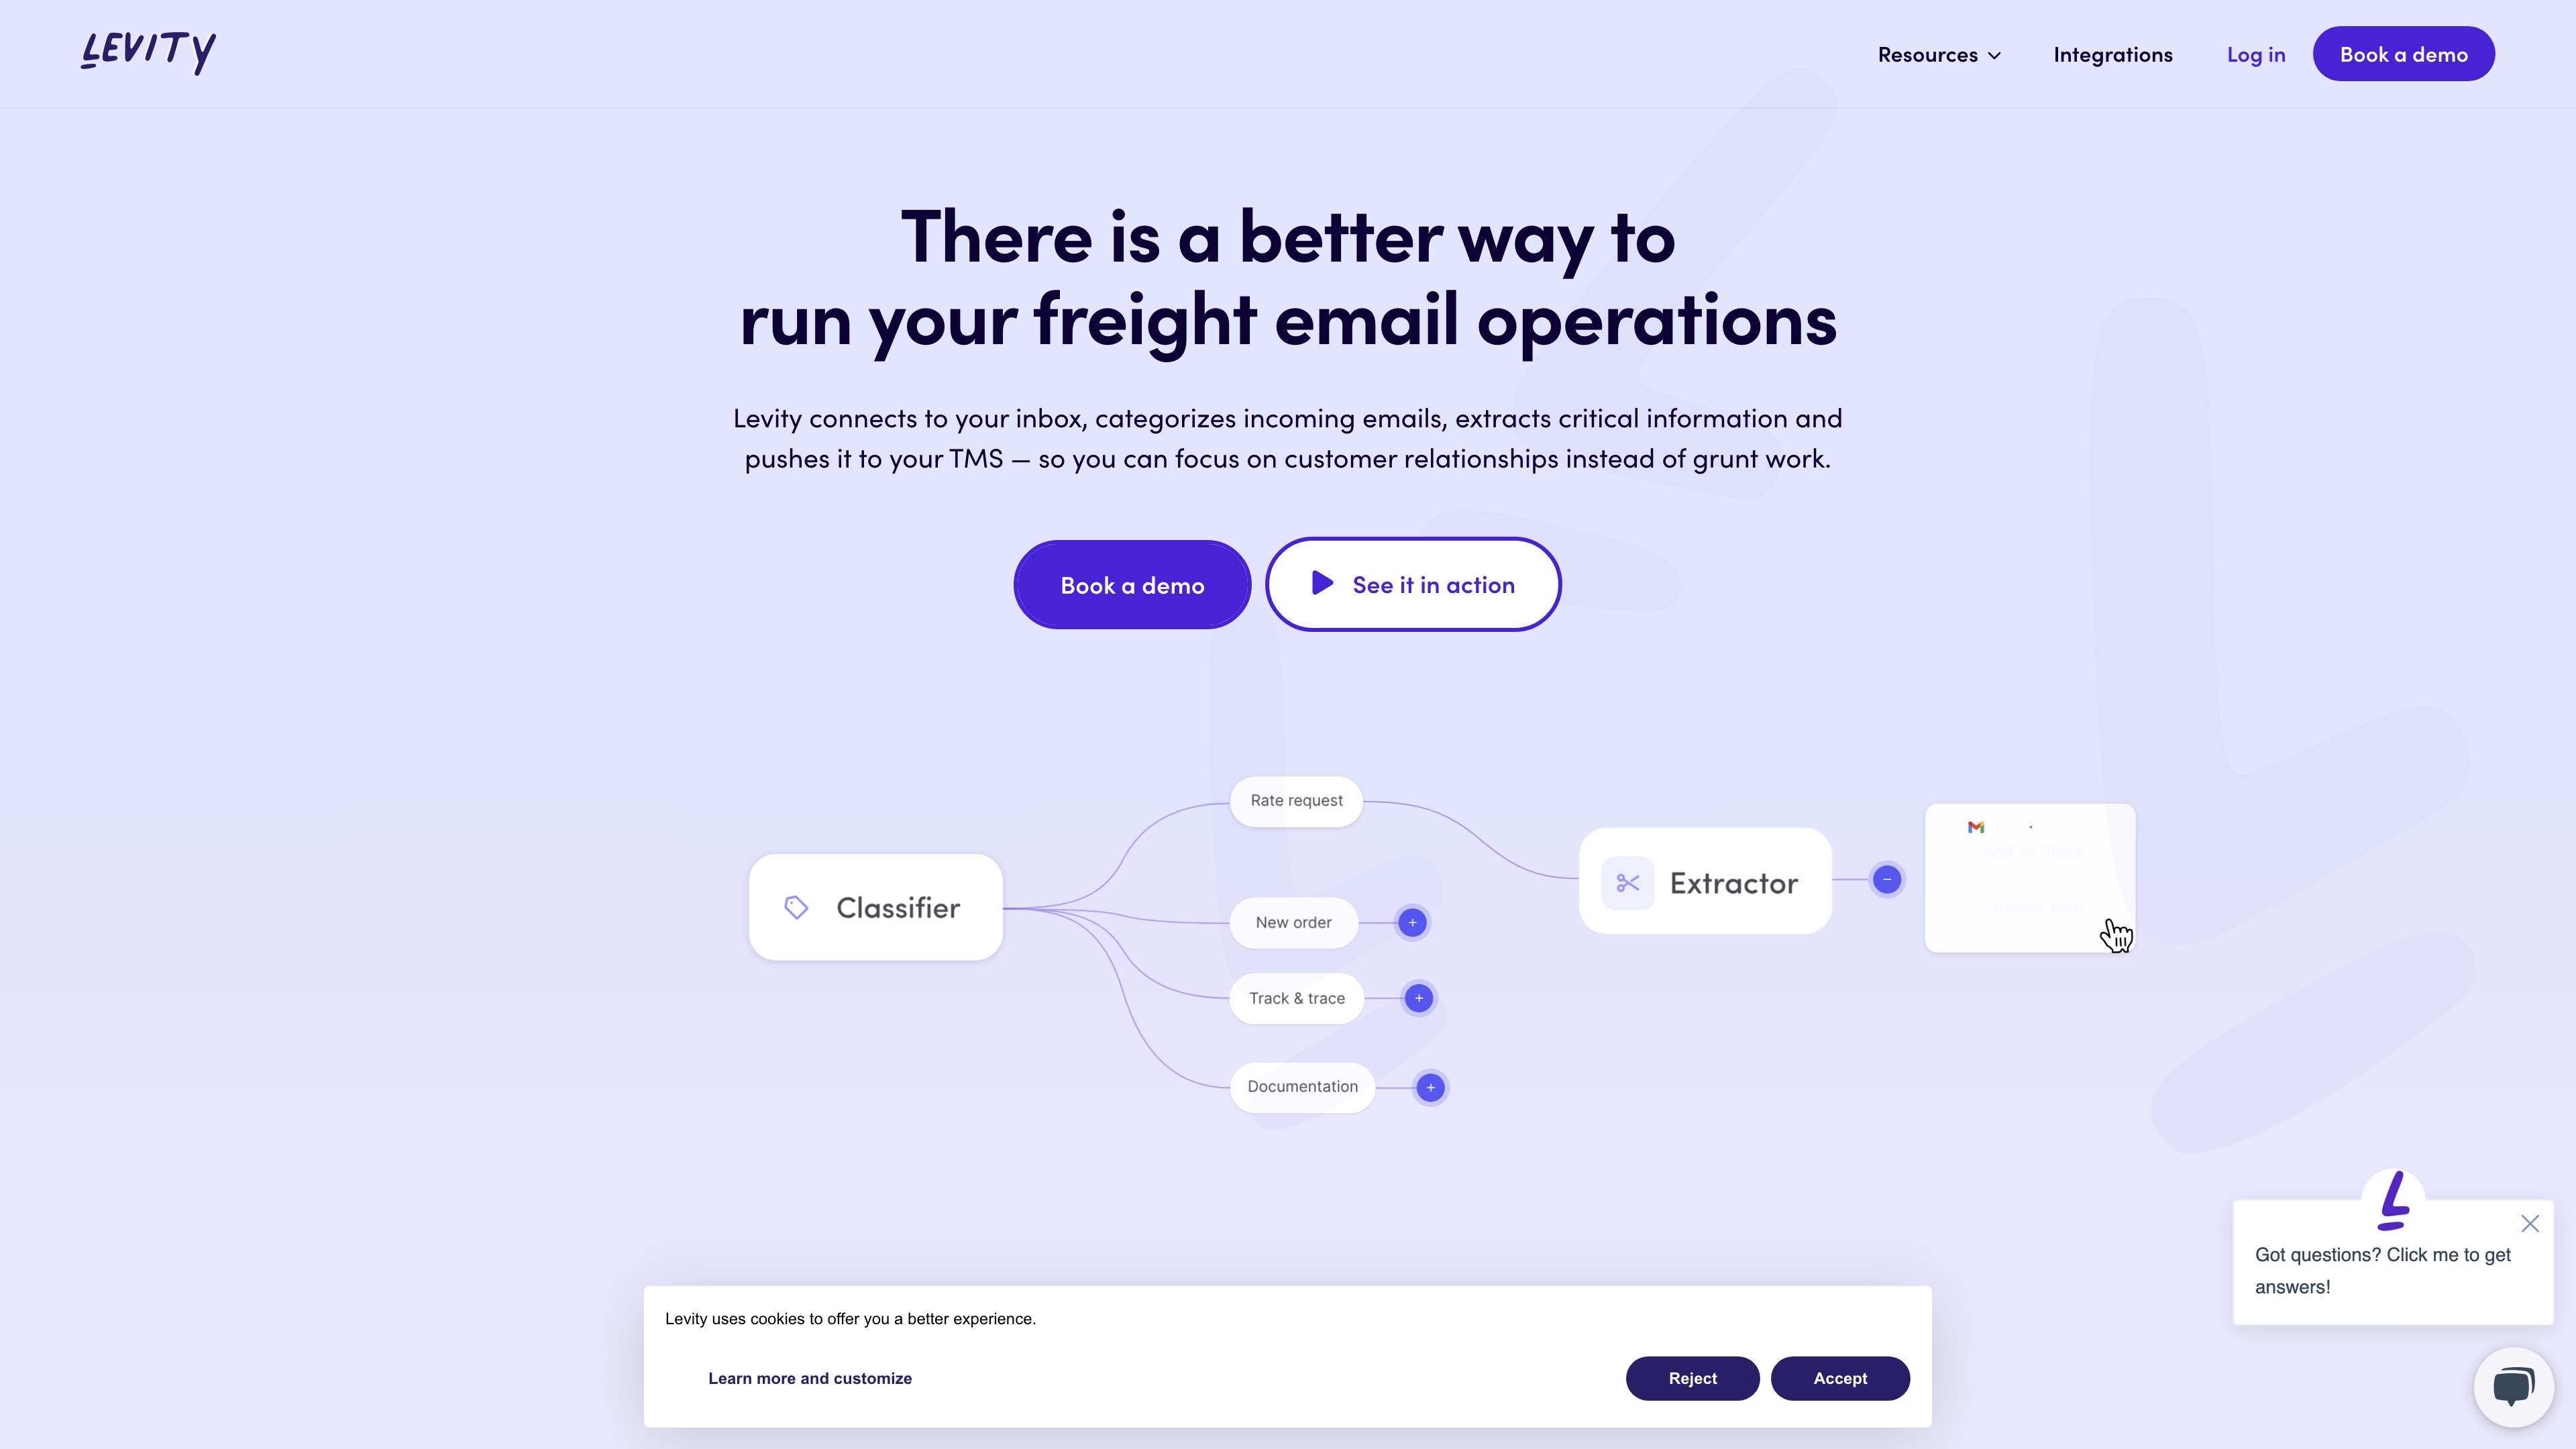 LEVITY
Resources
Integrations
Log in
Book a demo
There is a better way to
run your freight email operations
Levity connects to your inbox, categorizes incoming emails, extracts critical information and
pushes it to your TMS — so you can focus on customer relationships instead of grunt work.
Book a demo
See it in action
Rate request
Classifier
Extractor
New order
Track & trace
Documentation
Got questions? Click me to get
answers!
Levity uses cookies to offer you a better experience.
Learn more and customize
Reject
Accept